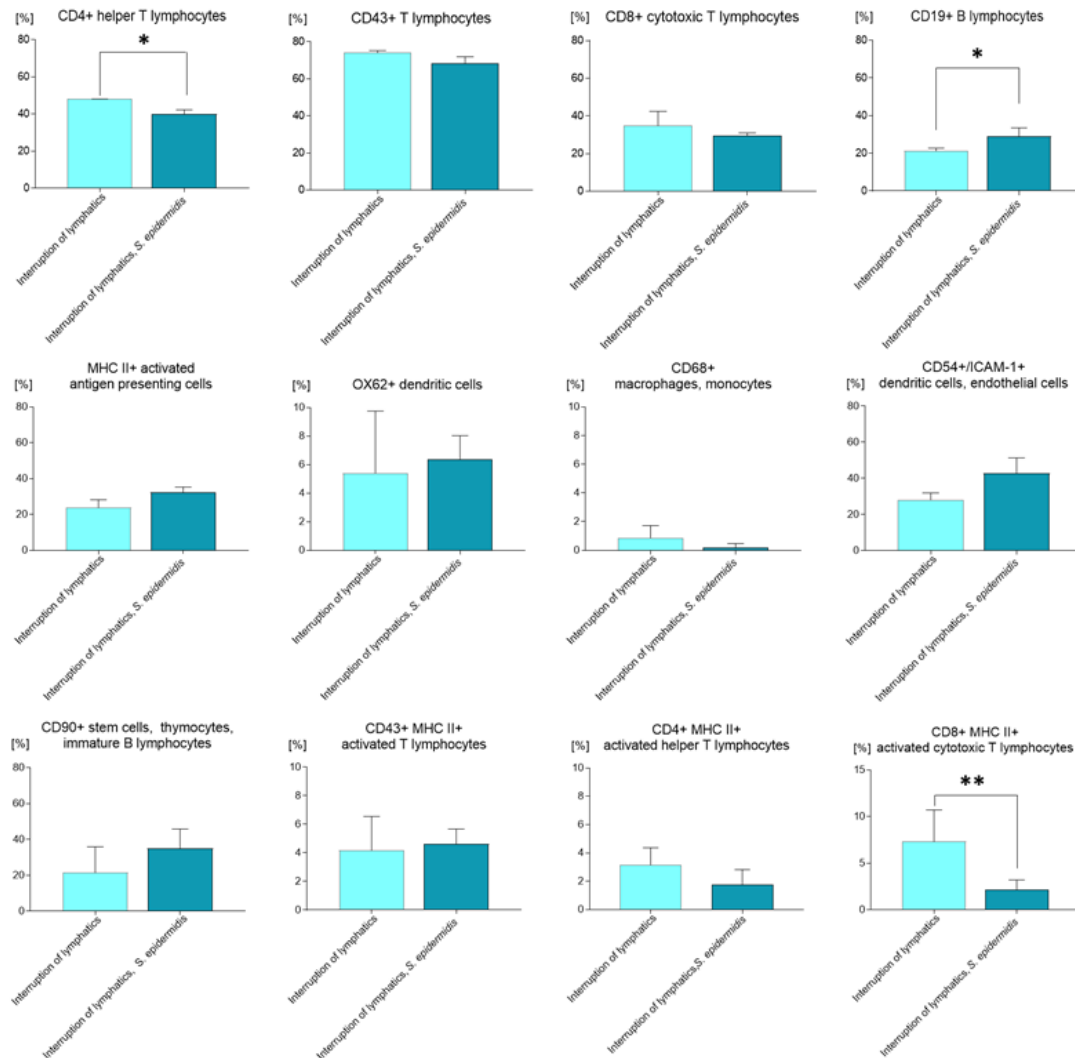 [%] CD4+ helper T lymphocytes
80
60
40
20
0
*
Interruption of lymphatics
Interruption of lymphatics, S. epidermidis
[%] CD43+ T lymphocytes
80
60
40
20
0
Interruption of lymphatics
Interruption of lymphatics, S. epidermidis
[%] CD8+ cytotoxic T lymphocytes
80
60
40
20
0
Interruption of lymphatics
Interruption of lymphatics, S. epidermidis
[%] CD19+ B lymphocytes
80
60
40
20
0
*
Interruption of lymphatics
Interruption of lymphatics, S. epidermidis
MHC II+ activated
[%] antigen presenting cells
80
60
40
20
0
Interruption of lymphatics
Interruption of lymphatics, S. epidermidis
[%] OX62+ dendritic cells
10
8
6
4
2
0
Interruption of lymphatics
Interruption of lymphatics, S. epidermidis
CD68+
[%] macrophages, monocytes
10
8
6
4
2
0
Interruption of lymphatics
Interruption of lymphatics, S. epidermidis
CD54+/ICAM-1+
[%] dendritic cells, endothelial cells
80
60
40
20
0
Interruption of lymphatics
Interruption of lymphatics, S. epidermidis
CD90+ stem cells, thymocytes,
[%] immature B lymphocytes
80
60
40
20
0
Interruption of lymphatics
Interruption of lymphatics, S. epidermidis
CD43+ MHC II+
[%] activated T lymphocytes
10
8
6
4
2
0
Interruption of lymphatics
Interruption of lymphatics, S. epidermidis
CD4+ MHC II+
[%] activated helper T lymphocytes
10
8
6
4
2
0
Interruption of lymphatics
Interruption of lymphatics,S. epidermidis
CD8+ MHC II+
[%] activated cytotoxic T lymphocytes
15
10
5
0
**
Interruption of lymphatics
Interruption of lymphatics, S. epidermidis